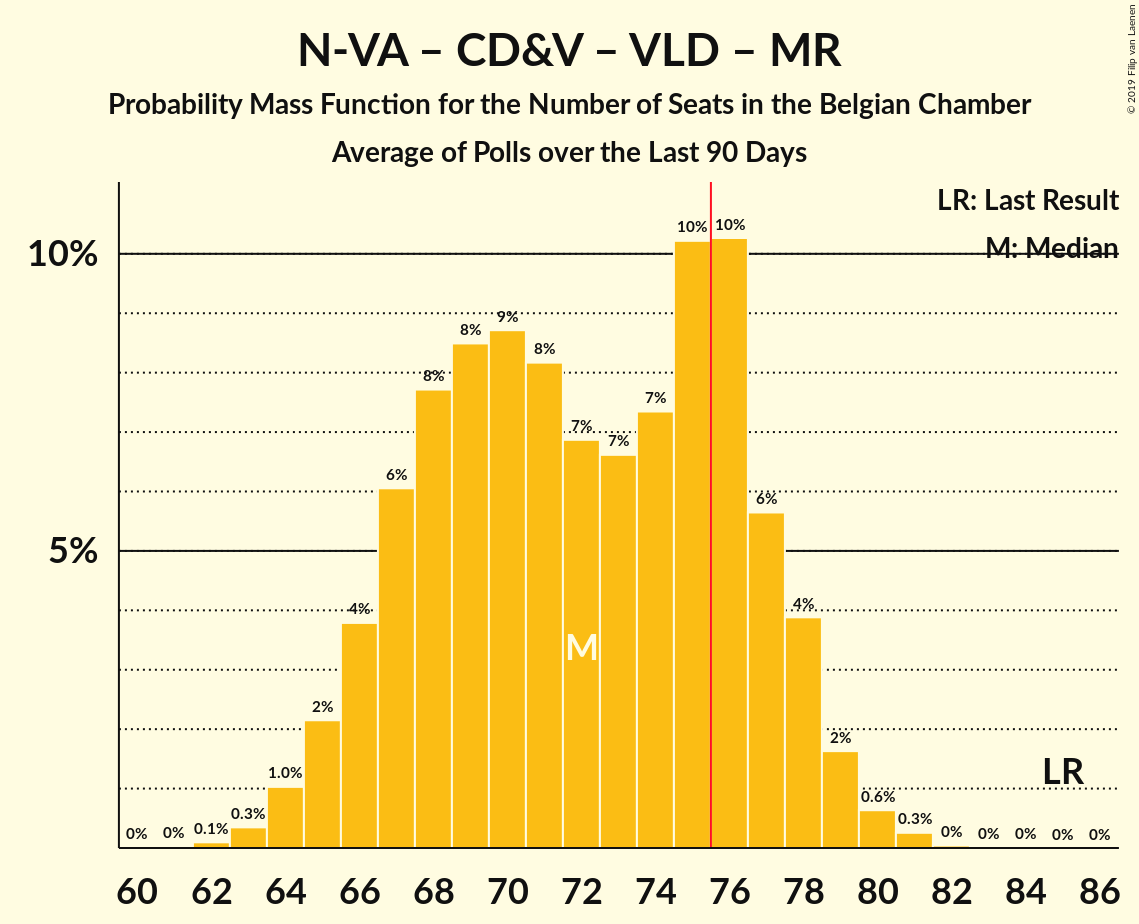 N-VA – CD&V – VLD – MR
Probability Mass Function for the Number of Seats in the Belgian Chamber
Average of Polls over the Last 90 Days
© 2019 Filip van Laenen
LR: Last Result
M: Median
10%
5%
0% 0% 0.1% 0.3% 1.0% 2% 4% 6% 8% 8% 9% 8% 7% 7% 7% 10% 10% 6% 4% 2% 0.6% 0.3% 0% 0% 0% 0% 0%
M
LR
60 62 64 66 68 70 72 74 76 78 80 82 84 86